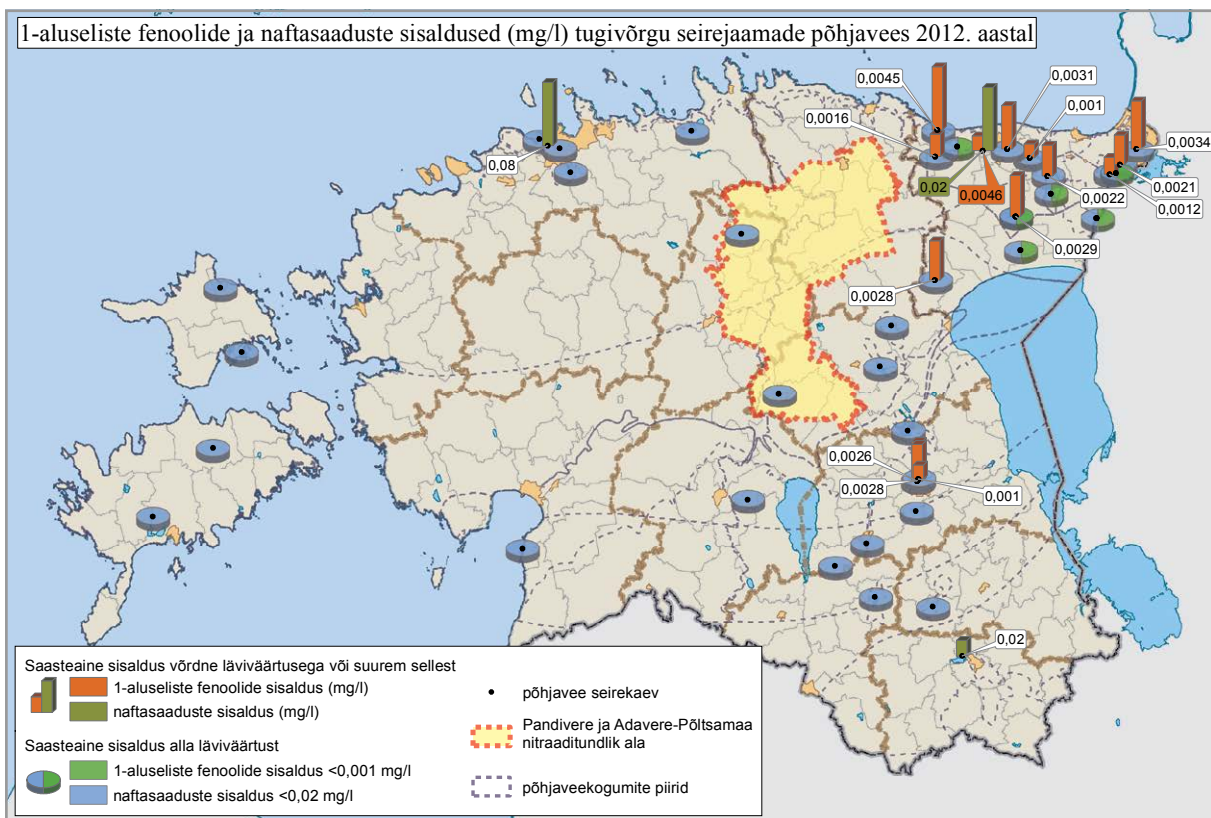 1-aluseliste fenoolide ja naftasaaduste sisaldused (mg/l) tugivõrgu seirejaamade põhjavees 2012. aastal
0,0045
0,0031
0,001
0,0016
0,08
0,0034
0,02
0,0046
0,0021
0,0022
0,0012
0,0029
0,0028
0,0026
0,0028
0,001
0,02
Saasteaine sisaldus võrdne läviväärtusega või suurem sellest
1-aluseliste fenoolide sisaldus (mg/l)
naftasaaduste sisaldus (mg/l)
Saasteaine sisaldus alla läviväärtust
1-aluseliste fenoolide sisaldus <0,001 mg/l
naftasaaduste sisaldus <0,02 mg/l
põhjavee seirekaev
Pandivere ja Adavere-Põltsamaa
nitraaditundlik ala
põhjaveekogumite piirid